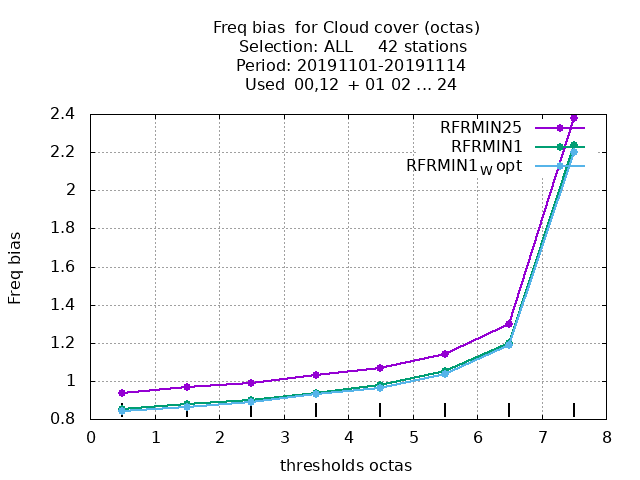 Freq bias for Cloud cover (octas)
Selection: ALL 42 stations
Period: 20191101-20191114
Used 00,12 + 01 02 ... 24
RFRMIN25
RFRMIN1
RFRMIN1W opt
Freq bias
2.4
2.2
2
1.8
1.6
1.4
1.2
1
0.8
0 1 2 3 4 5 6 7 8
thresholds octas